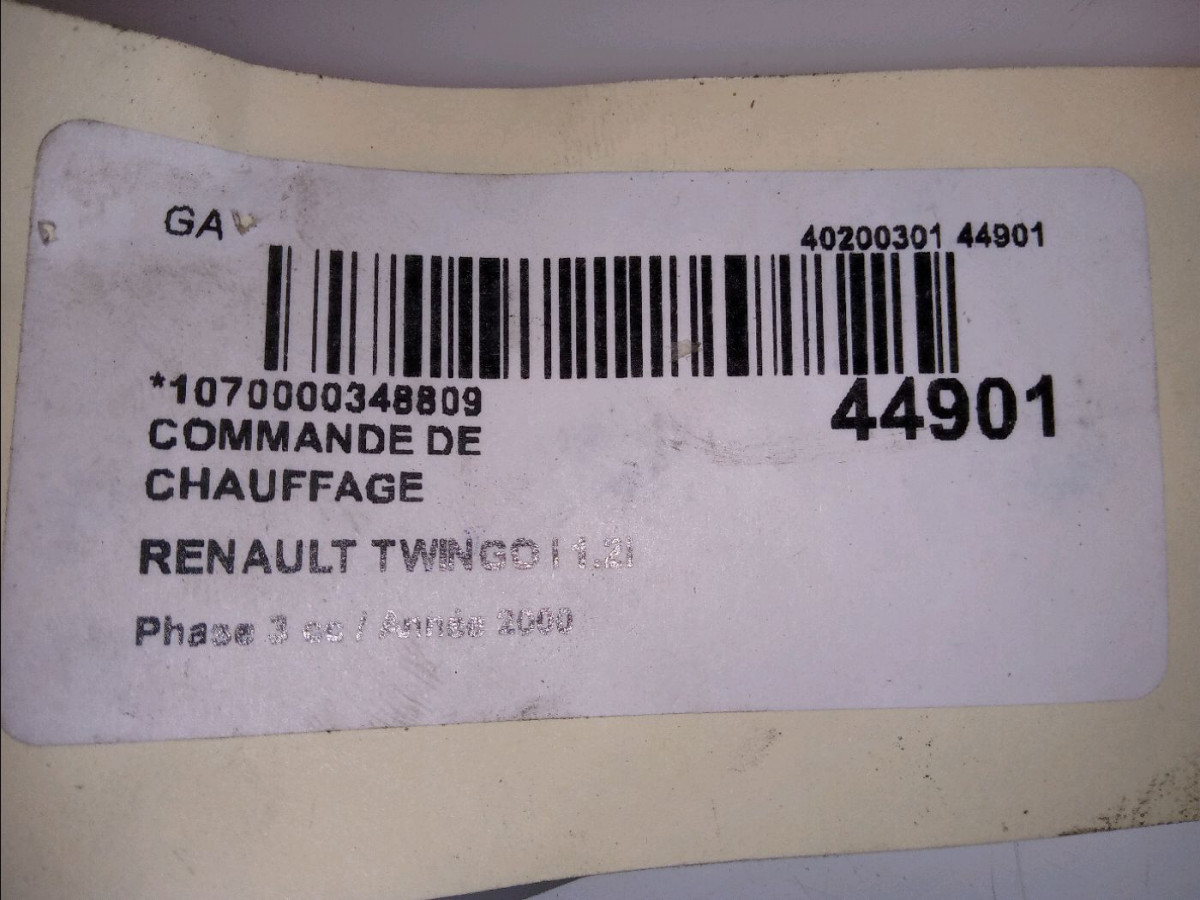 GA
40200301 44901
*1070000348809
44901
COMMANDE DE
CHAUFFAGE
RENAULT TWINGO I 1.2i
Phase 3 cc / Année 2000